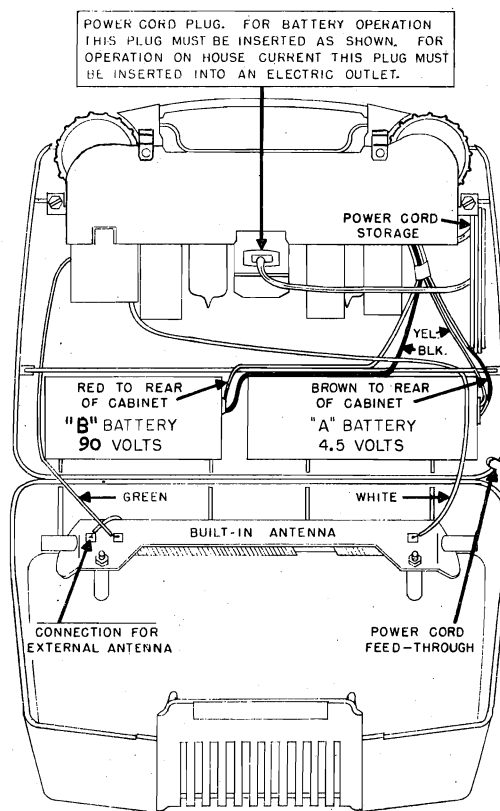 POWER CORD PLUG. FOR BATTERY OPERATION
THIS PLUG MUST BE INSERTED AS SHOWN. FOR
OPERATION ON HOUSE CURRENT THIS PLUG MUST
BE INSERTED INTO AN ELECTRIC OUTLET.
POWER CORD
STORAGE
YEL.
BLK.
RED TO REAR
OF CABINET
"B" BATTERY
90 VOLTS
BROWN TO REAR
OF CABINET
"A" BATTERY
4.5 VOLTS
GREEN
WHITE
BUILT-IN ANTENNA
CONNECTION FOR
EXTERNAL ANTENNA
POWER CORD
FEED-THROUGH